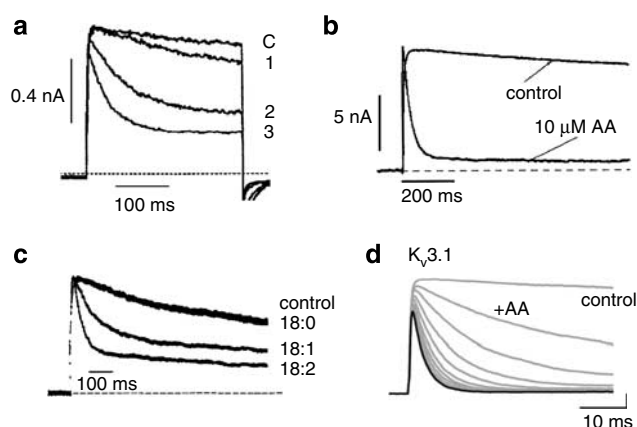 a
C
1
0.4 nA
2
3
100 ms
b
control
5 nA
10 μM AA
200 ms
c
control
18:0
18:1
18:2
100 ms
d
Kv3.1
control
+AA
10 ms